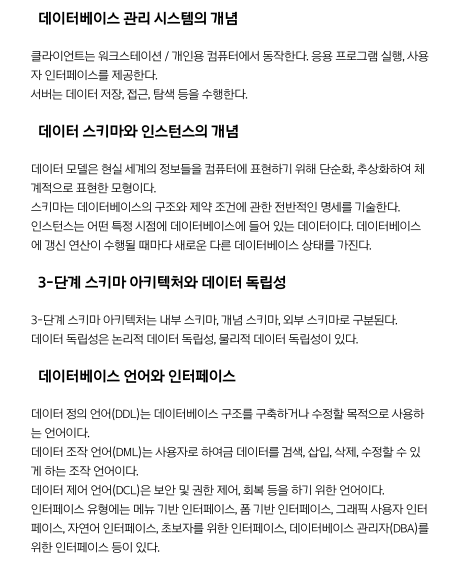 데이터베이스 관리 시스템의 개념
클라이언트는 워크스테이션 / 개인용 컴퓨터에서 동작한다. 응용 프로그램 실행, 사용
자 인터페이스를 제공한다.
서버는 데이터 저장, 접근, 탐색 등을 수행한다.
데이터 스키마와 인스턴스의 개념
데이터 모델은 현실 세계의 정보들을 컴퓨터에 표현하기 위해 단순화, 추상화하여 체
계적으로 표현한 모형이다.
스키마는 데이터베이스의 구조와 제약 조건에 관한 전반적인 명세를 기술한다.
인스턴스는 어떤 특정 시점에 데이터베이스에 들어 있는 데이터이다. 데이터베이스
에 갱신 연산이 수행될 때마다 새로운 다른 데이터베이스 상태를 가진다.
3-단계 스키마 아키텍처와 데이터 독립성
3-단계 스키마 아키텍처는 내부 스키마, 개념 스키마, 외부 스키마로 구분된다.
데이터 독립성은 논리적 데이터 독립성, 물리적 데이터 독립성이 있다.
데이터베이스 언어와 인터페이스
데이터 정의 언어(DDL)는 데이터베이스 구조를 구축하거나 수정할 목적으로 사용하
는 언어이다.
데이터 조작 언어(DML)는 사용자로 하여금 데이터를 검색, 삽입, 삭제, 수정할 수 있
게 하는 조작 언어이다.
데이터 제어 언어(DCL)은 보안 및 권한 제어, 회복 등을 하기 위한 언어이다.
인터페이스 유형에는 메뉴 기반 인터페이스, 폼 기반 인터페이스, 그래픽 사용자 인터
페이스, 자연어 인터페이스, 초보자를 위한 인터페이스, 데이터베이스 관리자(DBA)를
위한 인터페이스 등이 있다.